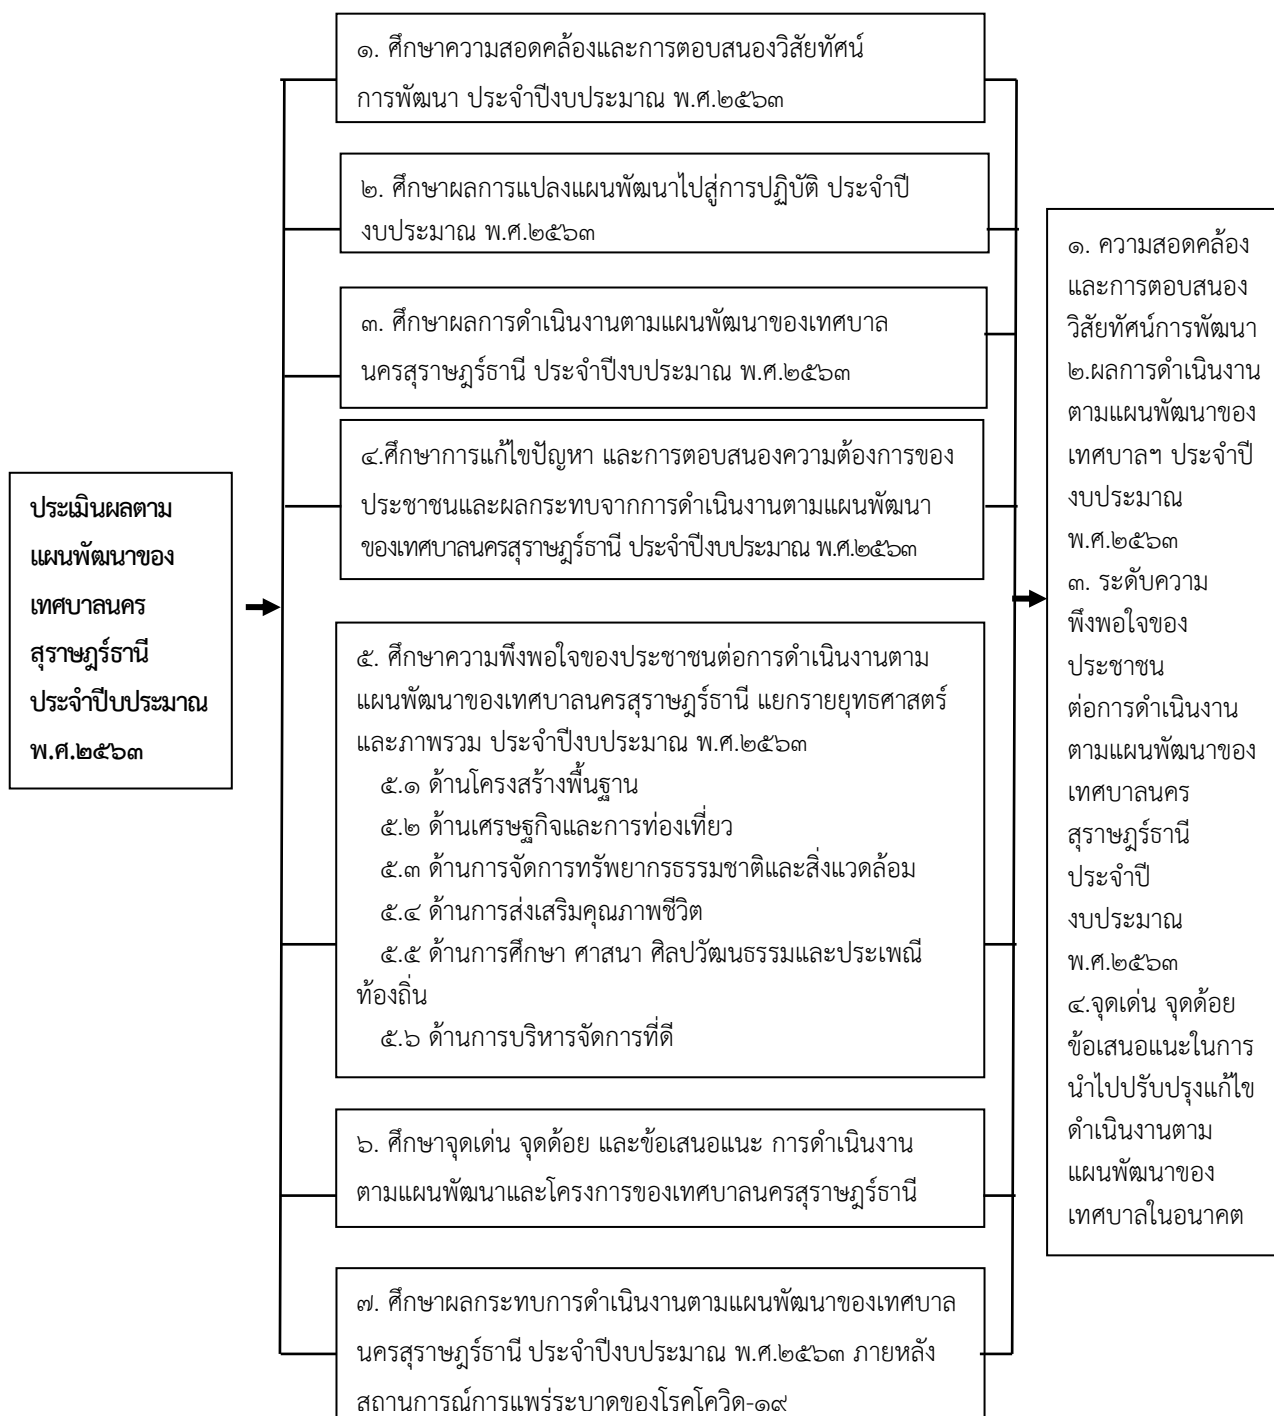 ประเมินผลตาม
แผนพัฒนาของ
เทศบาลนคร
สุราษฎร์ธานี
ประจำปีบประมาณ
พ.ศ.๒๕๖๓
๑. ศึกษาความสอดคล้องและการตอบสนองวิสัยทัศน์
การพัฒนา ประจำปีงบประมาณ พ.ศ.๒๕๖๓
๒. ศึกษาผลการแปลงแผนพัฒนาไปสู่การปฏิบัติ ประจำปี
งบประมาณ พ.ศ.๒๕๖๓
๓. ศึกษาผลการดำเนินงานตามแผนพัฒนาของเทศบาล
นครสุราษฎร์ธานี ประจำปีงบประมาณ พ.ศ.๒๕๖๓
๔.ศึกษาการแก้ไขปัญหา และการตอบสนองความต้องการของ
ประชาชนและผลกระทบจากการดำเนินงานตามแผนพัฒนา
ของเทศบาลนครสุราษฎร์ธานี ประจำปีงบประมาณ พ.ศ.๒๕๖๓
๕. ศึกษาความพึงพอใจของประชาชนต่อการดำเนินงานตาม
แผนพัฒนาของเทศบาลนครสุราษฎร์ธานี แยกรายยุทธศาสตร์
และภาพรวม ประจำปีงบประมาณ พ.ศ.๒๕๖๓
๕.๑ ด้านโครงสร้างพื้นฐาน
๕.๒ ด้านเศรษฐกิจและการท่องเที่ยว
๕.๓ ด้านการจัดการทรัพยากรธรรมชาติและสิ่งแวดล้อม
๕.๔ ด้านการส่งเสริมคุณภาพชีวิต
๕.๕ ด้านการศึกษา ศาสนา ศิลปวัฒนธรรมและประเพณี
ท้องถิ่น
๕.๖ ด้านการบริหารจัดการที่ดี
๖. ศึกษาจุดเด่น จุดด้อย และข้อเสนอแนะ การดำเนินงาน
ตามแผนพัฒนาและโครงการของเทศบาลนครสุราษฎร์ธานี
๗. ศึกษาผลกระทบการดำเนินงานตามแผนพัฒนาของเทศบาล
นครสุราษฎร์ธานี ประจำปีงบประมาณ พ.ศ.๒๕๖๓ ภายหลัง
สถานการณ์การแพร่ระบาดของโรคโควิด-๑๙
๑. ความสอดคล้อง
และการตอบสนอง
วิสัยทัศน์การพัฒนา
๒.ผลการดำเนินงาน
ตามแผนพัฒนาของ
เทศบาลฯ ประจำปี
งบประมาณ
พ.ศ.๒๕๖๓
๓. ระดับความ
พึงพอใจของ
ประชาชน
ต่อการดำเนินงาน
ตามแผนพัฒนาของ
เทศบาลนคร
สุราษฎร์ธานี
ประจำปี
งบประมาณ
พ.ศ.๒๕๖๓
๔.จุดเด่น จุดด้อย
ข้อเสนอแนะในการ
นำไปปรับปรุงแก้ไข
ดำเนินงานตาม
แผนพัฒนาของ
เทศบาลในอนาคต